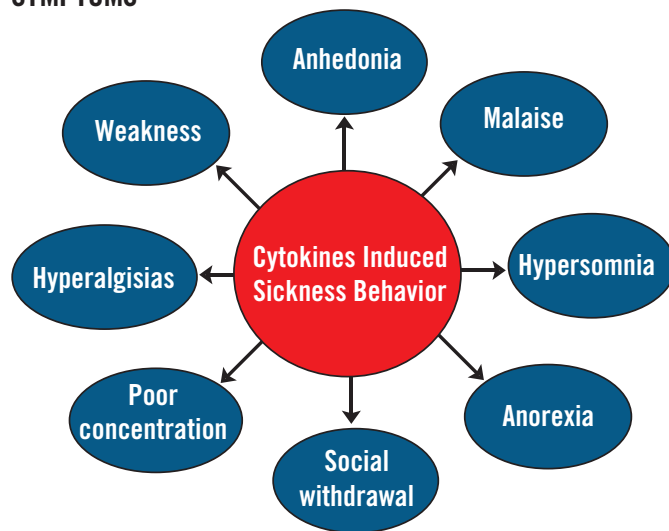 Anhedonia
Malaise
Weakness
Cytokines Induced
Sickness Behavior
Hypersomnia
Hyperalgisias
Poor
concentration
Anorexia
Social
withdrawal